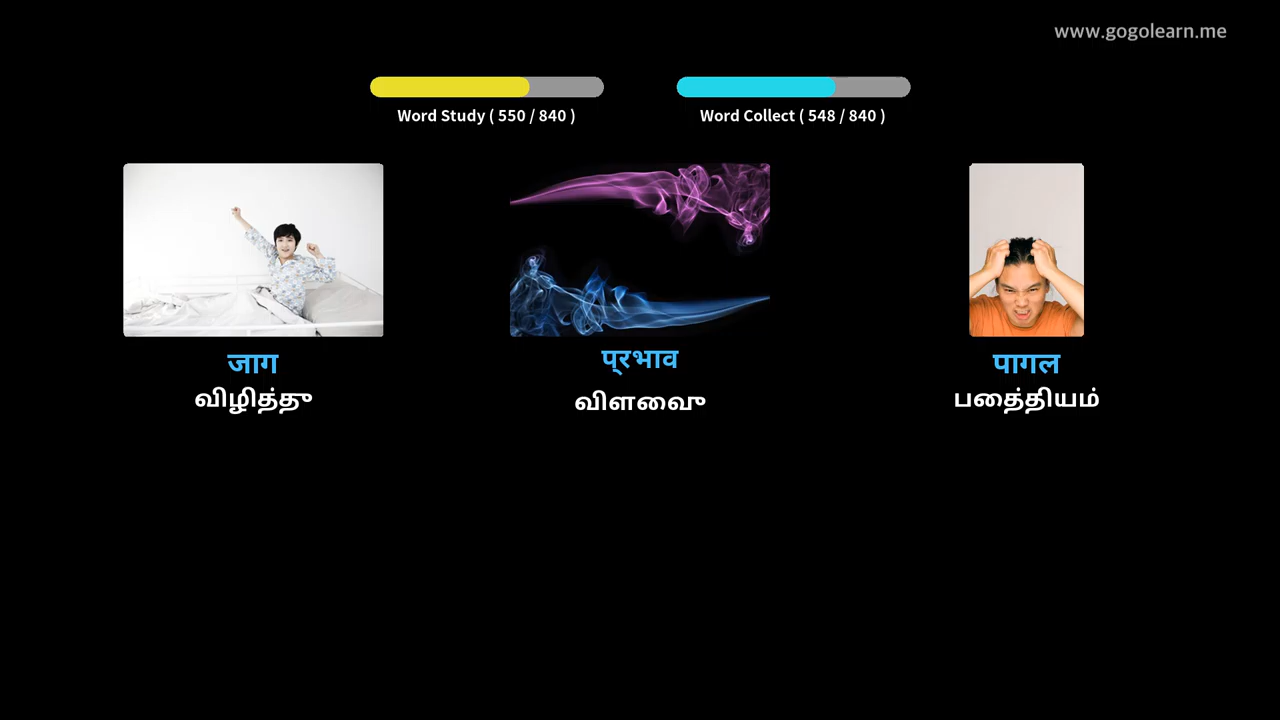 www.gogolearn.me
Word Study ( 550 / 840 )
Word Collect ( 548 / 840 )
जाग
प्रभाव
पागल
விழித்து
விளைவு
பைத்தியம்